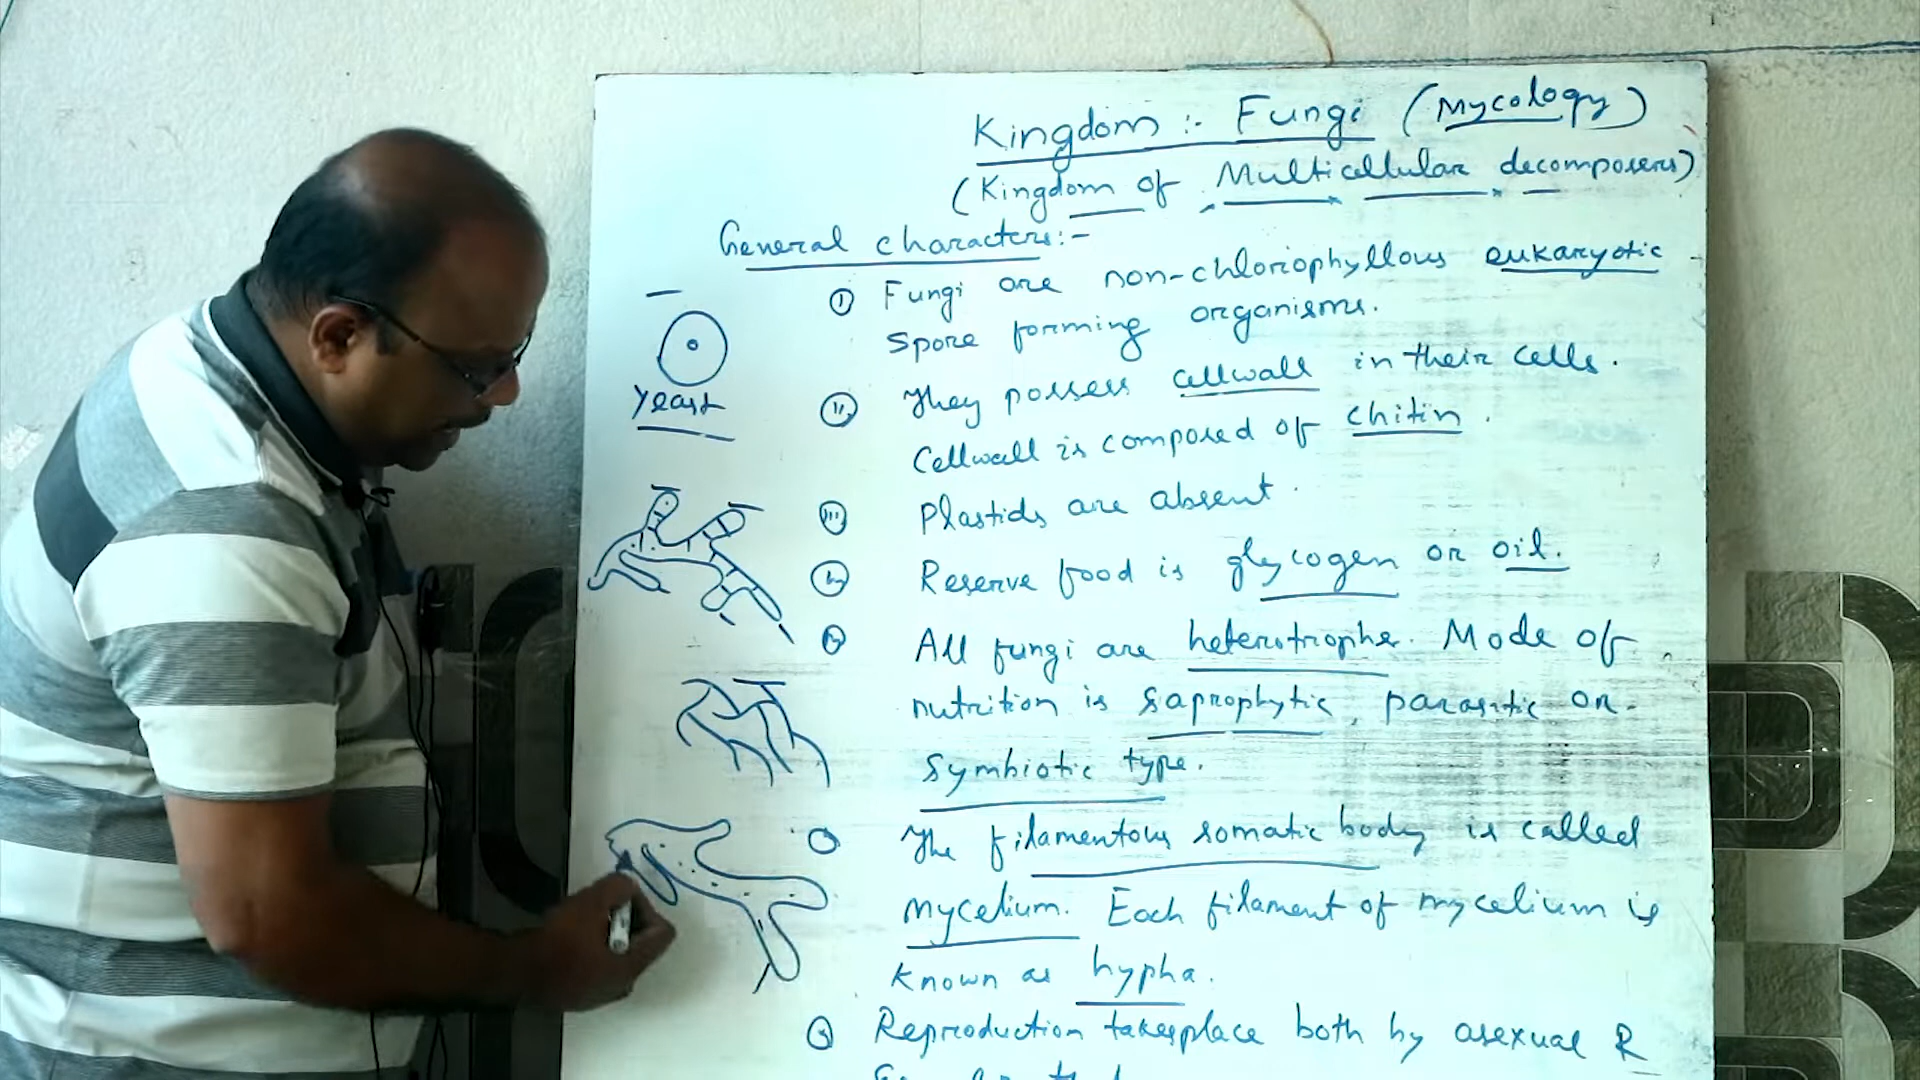 Kingdom :- Fungi (Mycology)
(Kingdom of Multicellular decomposers)
General characters:-
(i) Fungi are non-chlorophyllous eukaryotic
spore forming organisms.
Yeast
(ii) They possess cellwall in their cells.
Cellwall is composed of chitin.
(iii) Plastids are absent.
Reserve food is glycogen or oil.
All fungi are heterotrophs. Mode of
nutrition is saprophytic, parasitic or
symbiotic type.
The filamentous somatic body is called
mycelium. Each filament of mycelium is
known as hypha.
Reproduction takesplace both by asexual &